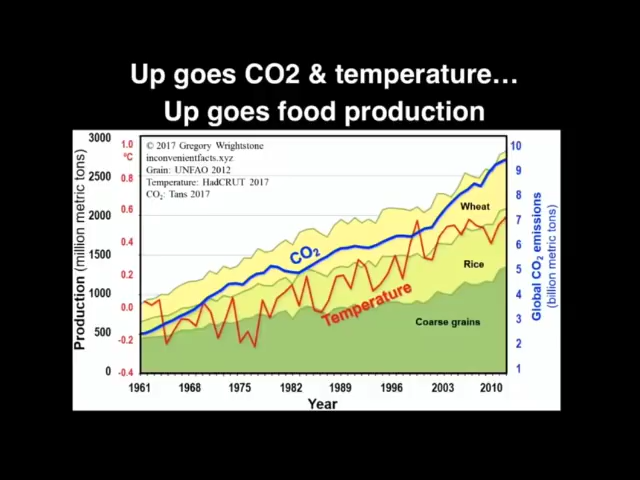 Up goes CO2 & temperature…
Up goes food production
© 2017 Gregory Wrightstone
inconvenientfacts.xyz
Grain: UNFAO 2012
Temperature: HadCRUT 2017
CO₂: Tans 2017
Production (million metric tons)
3000
2500
2000
1500
1000
500
0
1.0
°C
0.8
0.6
0.4
0.2
0.0
-0.2
-0.4
CO₂
Temperature
Wheat
Rice
Coarse grains
10
9
8
7
6
5
4
3
2
1
Global CO₂ emissions
(billion metric tons)
1961 1968 1975 1982 1989 1996 2003 2010
Year